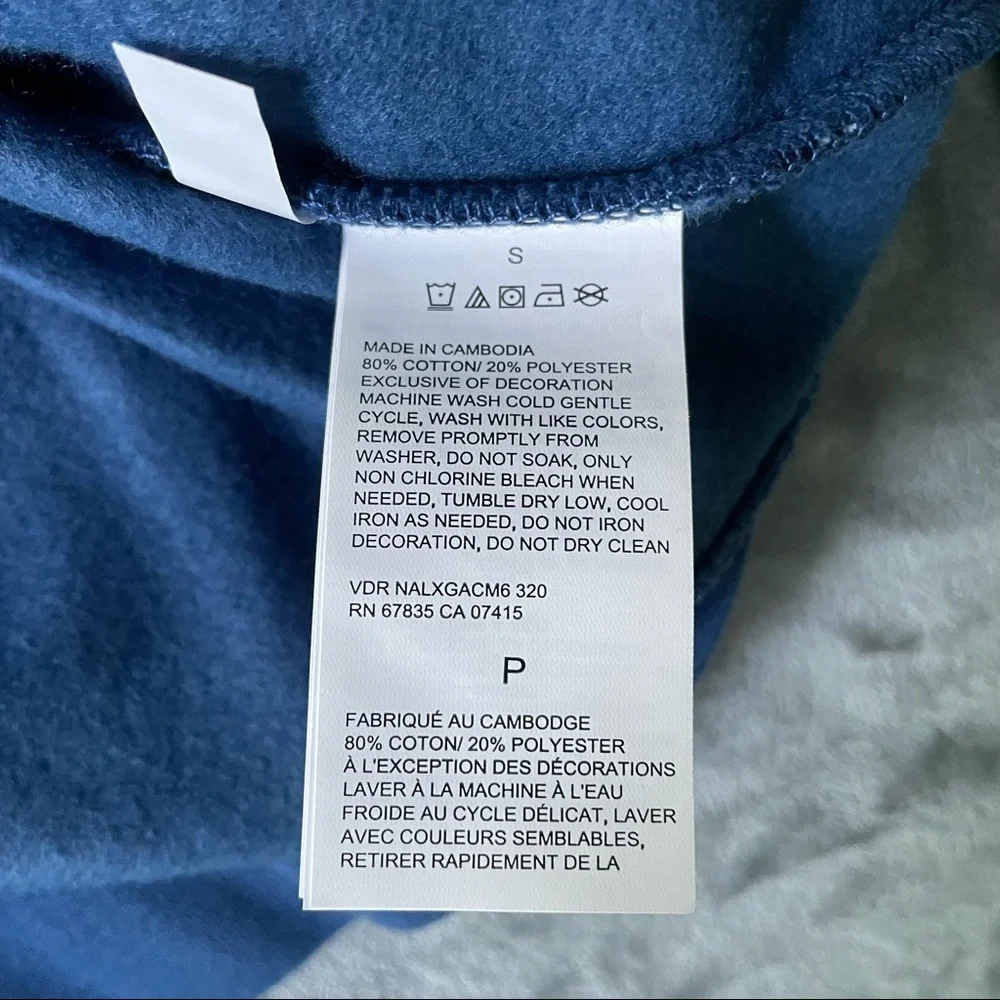 S
MADE IN CAMBODIA
80% COTTON/ 20% POLYESTER
EXCLUSIVE OF DECORATION
MACHINE WASH COLD GENTLE
CYCLE, WASH WITH LIKE COLORS,
REMOVE PROMPTLY FROM
WASHER, DO NOT SOAK, ONLY
NON CHLORINE BLEACH WHEN
NEEDED, TUMBLE DRY LOW, COOL
IRON AS NEEDED, DO NOT IRON
DECORATION, DO NOT DRY CLEAN
VDR NALXGACM6 320
RN 67835 CA 07415
P
FABRIQUÉ AU CAMBODGE
80% COTON/ 20% POLYESTER
À L'EXCEPTION DES DÉCORATIONS
LAVER À LA MACHINE À L'EAU
FROIDE AU CYCLE DÉLICAT, LAVER
AVEC COULEURS SEMBLABLES,
RETIRER RAPIDEMENT DE LA